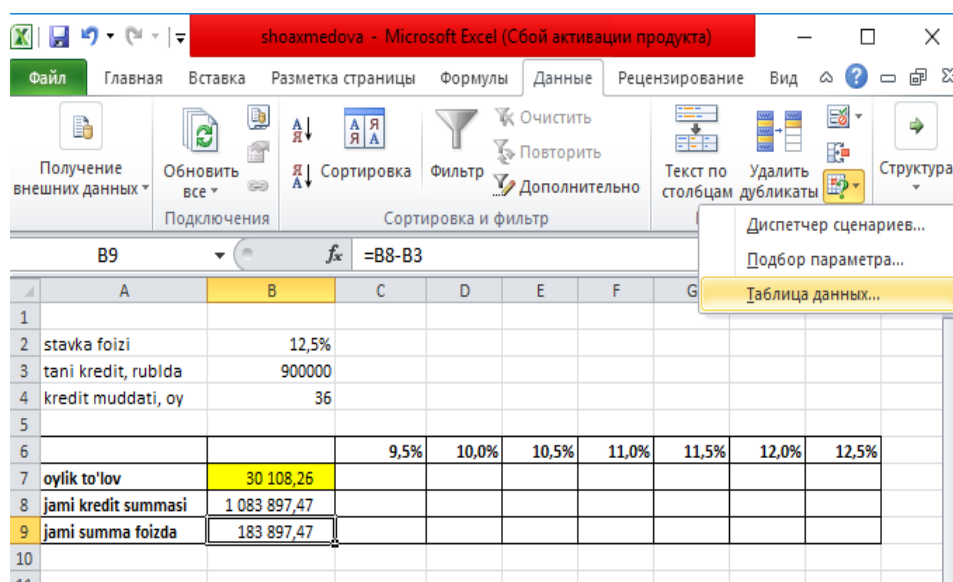 shoaxmedova - Microsoft Excel (Сбой активации продукта)
Файл Главная Вставка Разметка страницы Формулы Данные Рецензирование Вид
Получение внешних данных
Обновить все
Подключения
Сортировка
Фильтр
Очистить
Повторить
Дополнительно
Сортировка и фильтр
Текст по столбцам
Удалить дубликаты
Структура
Диспетчер сценариев...
Подбор параметра...
Таблица данных...
B9 fx =B8-B3
A B C D E F G
1
2 stavka foizi 12,5%
3 tani kredit, rublda 900000
4 kredit muddati, oy 36
5
6 9,5% 10,0% 10,5% 11,0% 11,5% 12,0% 12,5%
7 oylik to'lov 30 108,26
8 jami kredit summasi 1 083 897,47
9 jami summa foizda 183 897,47
10